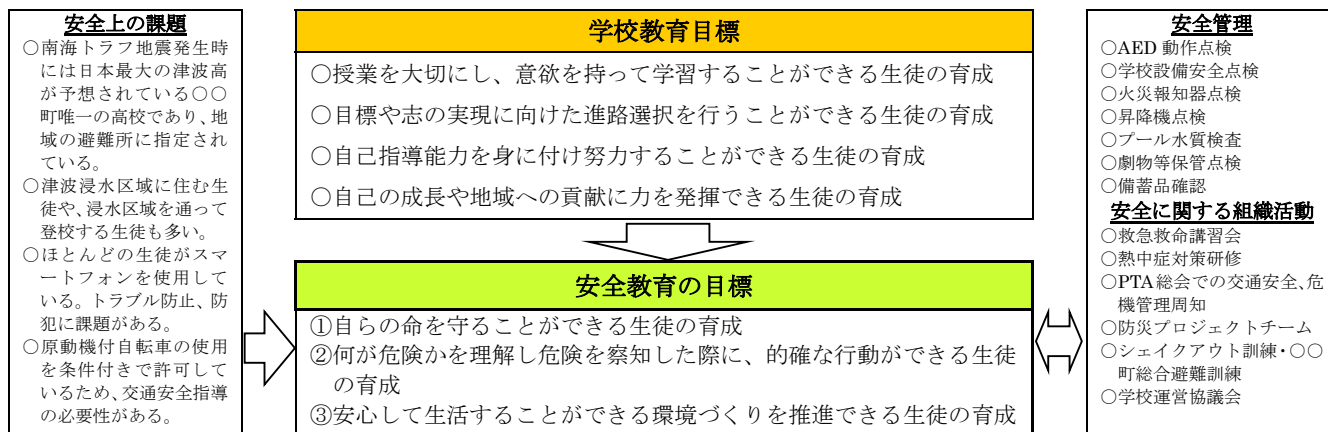 安全上の課題
○南海トラフ地震発生時
には日本最大の津波高
が予想されている○○
町唯一の高校であり、地
域の避難所に指定され
ている。
○津波浸水区域に住む生
徒や、浸水区域を通って
登校する生徒も多い。
○ほとんどの生徒がスマ
ートフォンを使用して
いる。トラブル防止、防
犯に課題がある。
○原動機付自転車の使用
を条件付きで許可して
いるため、交通安全指導
の必要性がある。
学校教育目標
○授業を大切にし、意欲を持って学習することができる生徒の育成
○目標や志の実現に向けた進路選択を行うことができる生徒の育成
○自己指導能力を身に付け努力することができる生徒の育成
○自己の成長や地域への貢献に力を発揮できる生徒の育成
安全教育の目標
①自らの命を守ることができる生徒の育成
②何が危険かを理解し危険を察知した際に、的確な行動ができる生徒
の育成
③安心して生活することができる環境づくりを推進できる生徒の育成
安全管理
○AED 動作点検
○学校設備安全点検
○火災報知器点検
○昇降機点検
○プール水質検査
○劇物等保管点検
○備蓄品確認
安全に関する組織活動
○救急救命講習会
○熱中症対策研修
○PTA 総会での交通安全、危
機管理周知
○防災プロジェクトチーム
○シェイクアウト訓練・○○
町総合避難訓練
○学校運営協議会